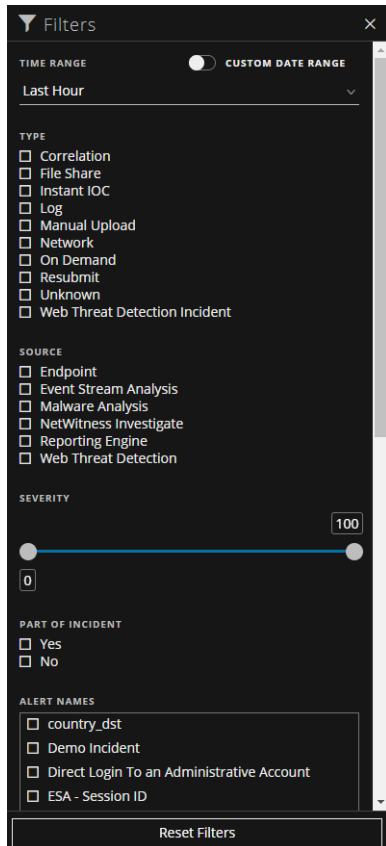 Filters
TIME RANGE
CUSTOM DATE RANGE
Last Hour
TYPE
Correlation
File Share
Instant IOC
Log
Manual Upload
Network
On Demand
Resubmit
Unknown
Web Threat Detection Incident
SOURCE
Endpoint
Event Stream Analysis
Malware Analysis
NetWitness Investigate
Reporting Engine
Web Threat Detection
SEVERITY
100
0
PART OF INCIDENT
Yes
No
ALERT NAMES
country_dst
Demo Incident
Direct Login To an Administrative Account
ESA - Session ID
Reset Filters